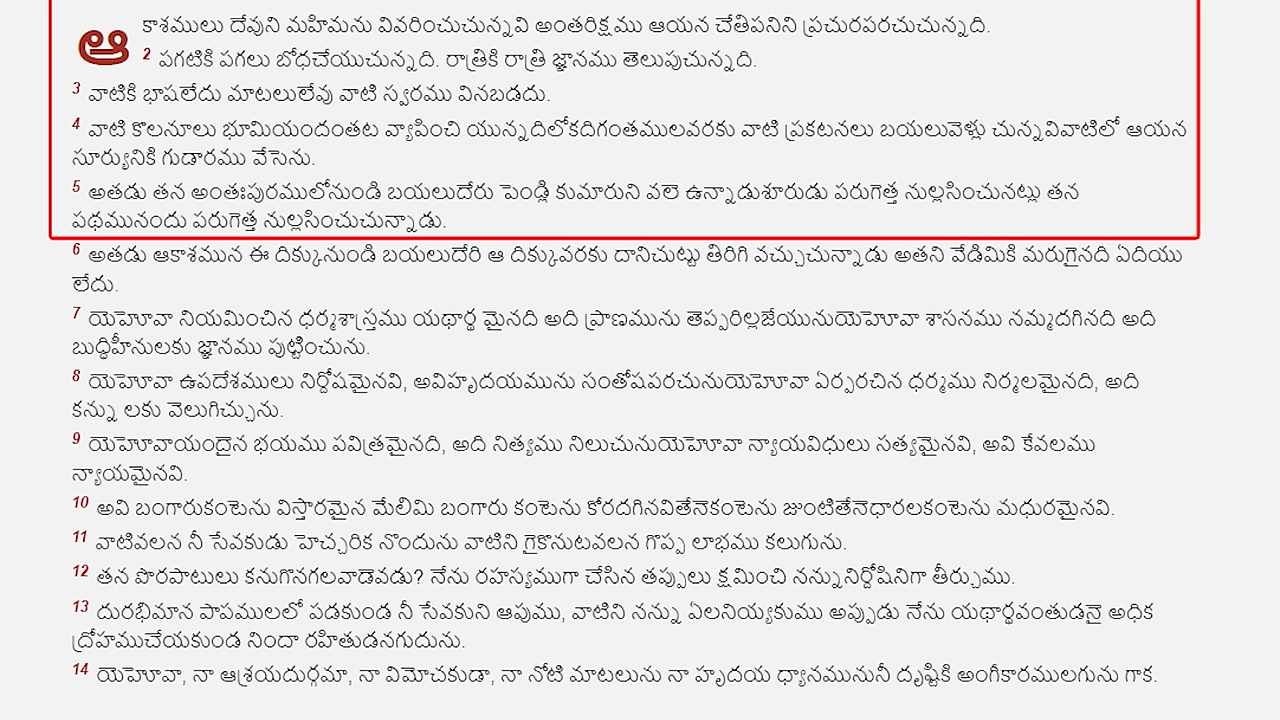 ఆకాశములు దేవుని మహిమను వివరించుచున్నవి అంతరిక్షము ఆయన చేతిపనిని ప్రచురపరచుచున్నది.
2 పగటికి పగలు బోధచేయుచున్నది. రాత్రికి రాత్రి జ్ఞానము తెలుపుచున్నది.
3 వాటికి భాషలేదు మాటలులేవు వాటి స్వరము వినబడదు.
4 వాటి కొలనూలు భూమియందంతట వ్యాపించి యున్నదిలోకదిగంతములవరకు వాటి ప్రకటనలు బయలువెళ్లు చున్నవివాటిలో ఆయన
సూర్యునికి గుడారము వేసెను.
5 అతడు తన అంతఃపురములోనుండి బయలుదేరు పెండ్లి కుమారుని వలె ఉన్నాడుశూరుడు పరుగెత్త నుల్లసించునట్లు తన
పథమునందు పరుగెత్త నుల్లసించుచున్నాడు.
6 అతడు ఆకాశమున ఈ దిక్కునుండి బయలుదేరి ఆ దిక్కువరకు దానిచుట్టు తిరిగి వచ్చుచున్నాడు అతని వేడిమికి మరుగైనది ఏదియు
లేదు.
7 యెహోవా నియమించిన ధర్మశాస్త్రము యథార్థ మైనది అది ప్రాణమును తెప్పరిల్లజేయునుయెహోవా శాసనము నమ్మదగినది అది
బుద్ధిహీనులకు జ్ఞానము పుట్టించును.
8 యెహోవా ఉపదేశములు నిర్దోషమైనవి, అవిహృదయమును సంతోషపరచునుయెహోవా ఏర్పరచిన ధర్మము నిర్మలమైనది, అది
కన్ను లకు వెలుగిచ్చును.
9 యెహోవాయందైన భయము పవిత్రమైనది, అది నిత్యము నిలుచునుయెహోవా న్యాయవిధులు సత్యమైనవి, అవి కేవలము
న్యాయమైనవి.
10 అవి బంగారుకంటెను విస్తారమైన మేలిమి బంగారు కంటెను కోరదగినవితేనెకంటెను జుంటితేనెధారలకంటెను మధురమైనవి.
11 వాటివలన నీ సేవకుడు హెచ్చరిక నొందును వాటిని గైకొనుటవలన గొప్ప లాభము కలుగును.
12 తన పొరపాటులు కనుగొనగలవాడెవడు? నేను రహస్యముగా చేసిన తప్పులు క్షమించి నన్నునిర్దోషినిగా తీర్చుము.
13 దురభిమాన పాపములలో పడకుండ నీ సేవకుని ఆపుము, వాటిని నన్ను ఏలనియ్యకుము అప్పుడు నేను యథార్థవంతుడనై అధిక
ద్రోహముచేయకుండ నిందా రహితుడనగుదును.
14 యెహోవా, నా ఆశ్రయదుర్గమా, నా విమోచకుడా, నా నోటి మాటలును నా హృదయ ధ్యానమునునీ దృష్టికి అంగీకారములగును గాక.